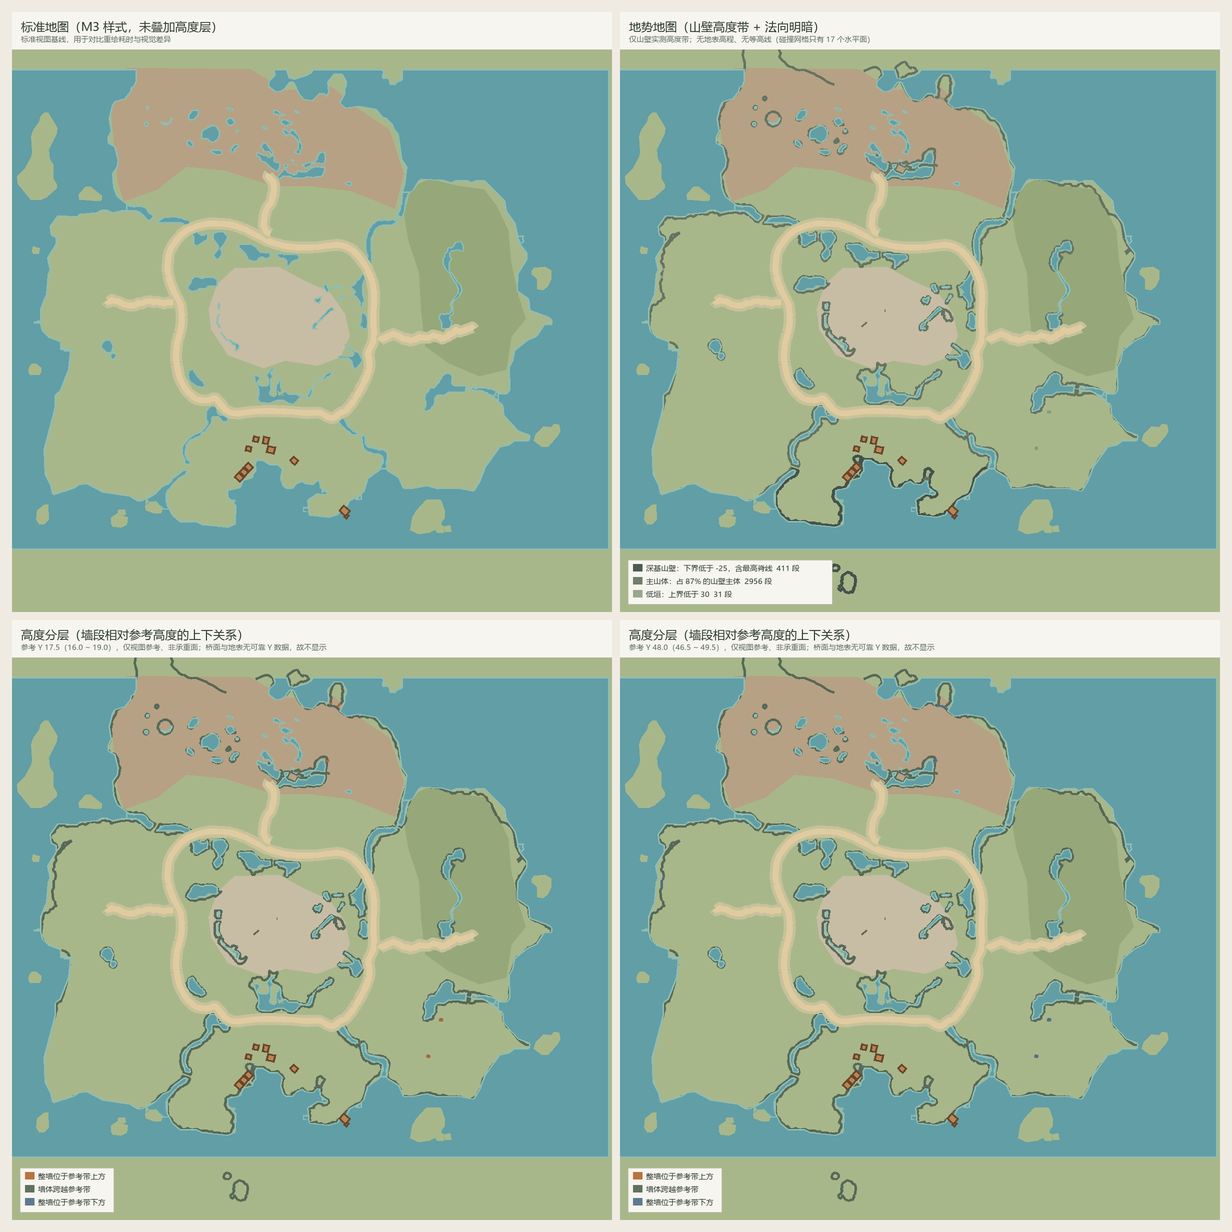 标准地图（M3 样式，未叠加高度层）
标准视图基线，用于对比重绘耗时与视觉差异
地势地图（山壁高度带 + 法向明暗）
仅山壁实测高度带；无地表高程、无等高线（碰撞网格只有 17 个水平面）
深基山壁：下界低于 -25，含最高脊线 411 段
主山体：占 87% 的山壁主体 2956 段
低垣：上界低于 30 31 段
高度分层（墙段相对参考高度的上下关系）
参考 Y 17.5（16.0 ~ 19.0），仅视图参考、非承重面；桥面与地表无可靠 Y 数据，故不显示
整墙位于参考带上方
墙体跨越参考带
整墙位于参考带下方
高度分层（墙段相对参考高度的上下关系）
参考 Y 48.0（46.5 ~ 49.5），仅视图参考、非承重面；桥面与地表无可靠 Y 数据，故不显示
整墙位于参考带上方
墙体跨越参考带
整墙位于参考带下方